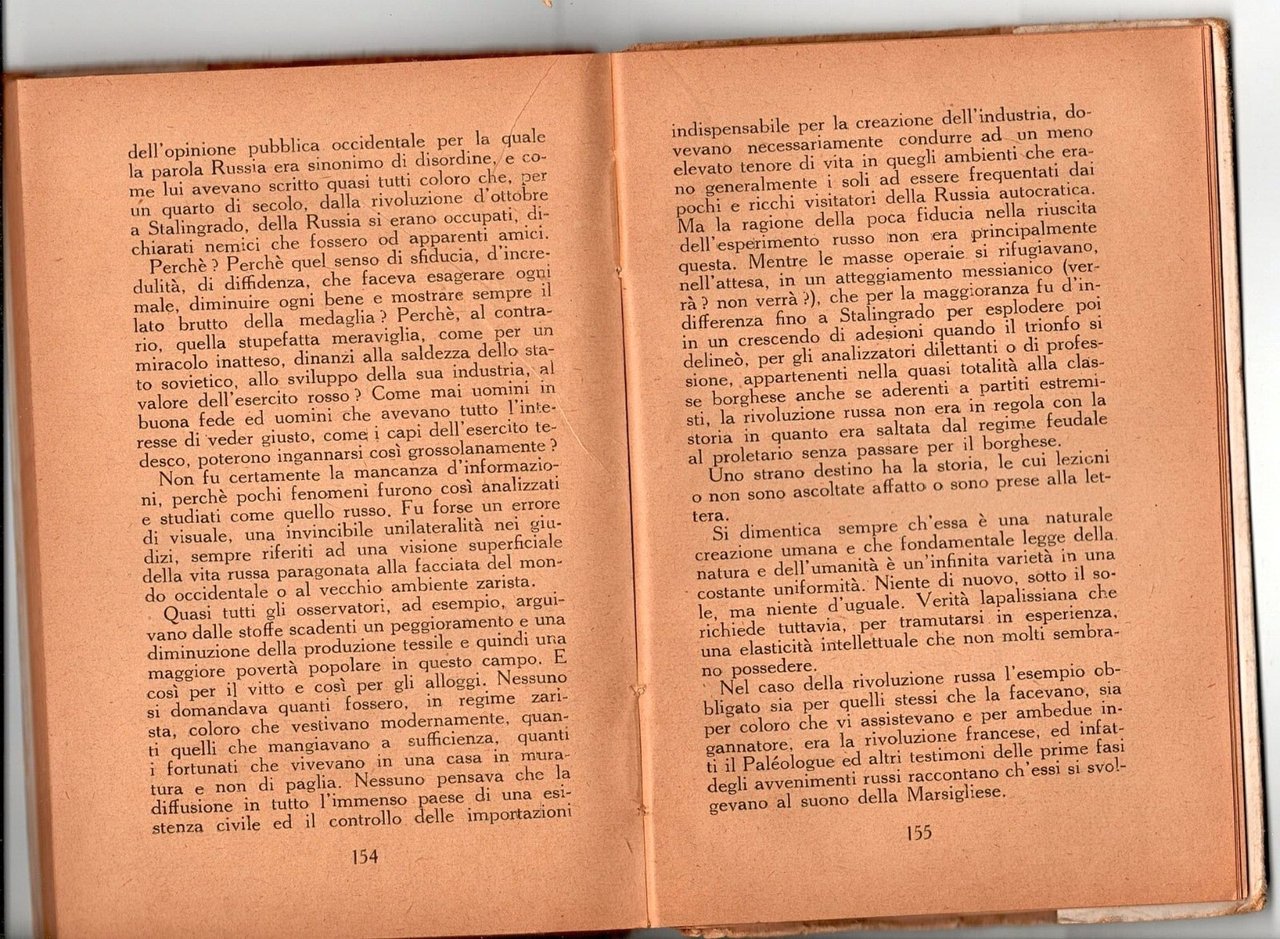 dell'opinione pubblica occidentale per la quale
la parola Russia era sinonimo di disordine, e co-
me lui avevano scritto quasi tutti coloro che, per
un quarto di secolo, dalla rivoluzione d'ottobre
a Stalingrado, della Russia si erano occupati, di-
chiarati nemici che fossero od apparenti amici.
Perchè ? Perchè quel senso di sfiducia, d'incre-
dulità, di diffidenza, che faceva esagerare ogni
male, diminuire ogni bene e mostrare sempre il
lato brutto della medaglia ? Perchè, al contra-
rio, quella stupefatta meraviglia, come per un
miracolo inatteso, dinanzi alla saldezza dello sta-
to sovietico, allo sviluppo della sua industria, al
valore dell'esercito rosso ? Come mai uomini in
buona fede ed uomini che avevano tutto l'inte-
resse di veder giusto, come i capi dell'esercito te-
desco, poterono ingannarsi così grossolanamente ?
Non fu certamente la mancanza d'informazio-
ni, perchè pochi fenomeni furono così analizzati
e studiati come quello russo. Fu forse un errore
di visuale, una invincibile unilateralità nei giu-
dizi, sempre riferiti ad una visione superficiale
della vita russa paragonata alla facciata del mon-
do occidentale o al vecchio ambiente zarista.
Quasi tutti gli osservatori, ad esempio, argui-
vano dalle stoffe scadenti un peggioramento e una
diminuzione della produzione tessile e quindi una
maggiore povertà popolare in questo campo. E
così per il vitto e così per gli alloggi. Nessuno
si domandava quanti fossero, in regime zari-
sta, coloro che vestivano modernamente, quan-
ti quelli che mangiavano a sufficienza, quanti
i fortunati che vivevano in una casa in mura-
tura e non di paglia. Nessuno pensava che la
diffusione in tutto l'immenso paese di una esi-
stenza civile ed il controllo delle importazioni
154
indispensabile per la creazione dell'industria, do-
vevano necessariamente condurre ad un meno
elevato tenore di vita in quegli ambienti che era-
no generalmente i soli ad essere frequentati dai
pochi e ricchi visitatori della Russia autocratica.
Ma la ragione della poca fiducia nella riuscita
dell'esperimento russo non era principalmente
questa. Mentre le masse operaie si rifugiavano,
nell'attesa, in un atteggiamento messianico (ver-
rà ? non verrà ?), che per la maggioranza fu d'in-
differenza fino a Stalingrado per esplodere poi
in un crescendo di adesioni quando il trionfo si
delineò, per gli analizzatori dilettanti o di profes-
sione, appartenenti nella quasi totalità alla clas-
se borghese anche se aderenti a partiti estremi-
sti, la rivoluzione russa non era in regola con la
storia in quanto era saltata dal regime feudale
al proletario senza passare per il borghese.
Uno strano destino ha la storia, le cui lezioni
o non sono ascoltate affatto o sono prese alla let-
tera.
Si dimentica sempre ch'essa è una naturale
creazione umana e che fondamentale legge della
natura e dell'umanità è un'infinita varietà in una
costante uniformità. Niente di nuovo, sotto il so-
le, ma niente d'uguale. Verità lapalissiana che
richiede tuttavia, per tramutarsi in esperienza,
una elasticità intellettuale che non molti sembra-
no possedere.
Nel caso della rivoluzione russa l'esempio ob-
bligato sia per quelli stessi che la facevano, sia
per coloro che vi assistevano e per ambedue in-
gannatore, era la rivoluzione francese, ed infat-
ti il Paléologue ed altri testimoni delle prime fasi
degli avvenimenti russi raccontano ch'essi si svol-
gevano al suono della Marsigliese.
155